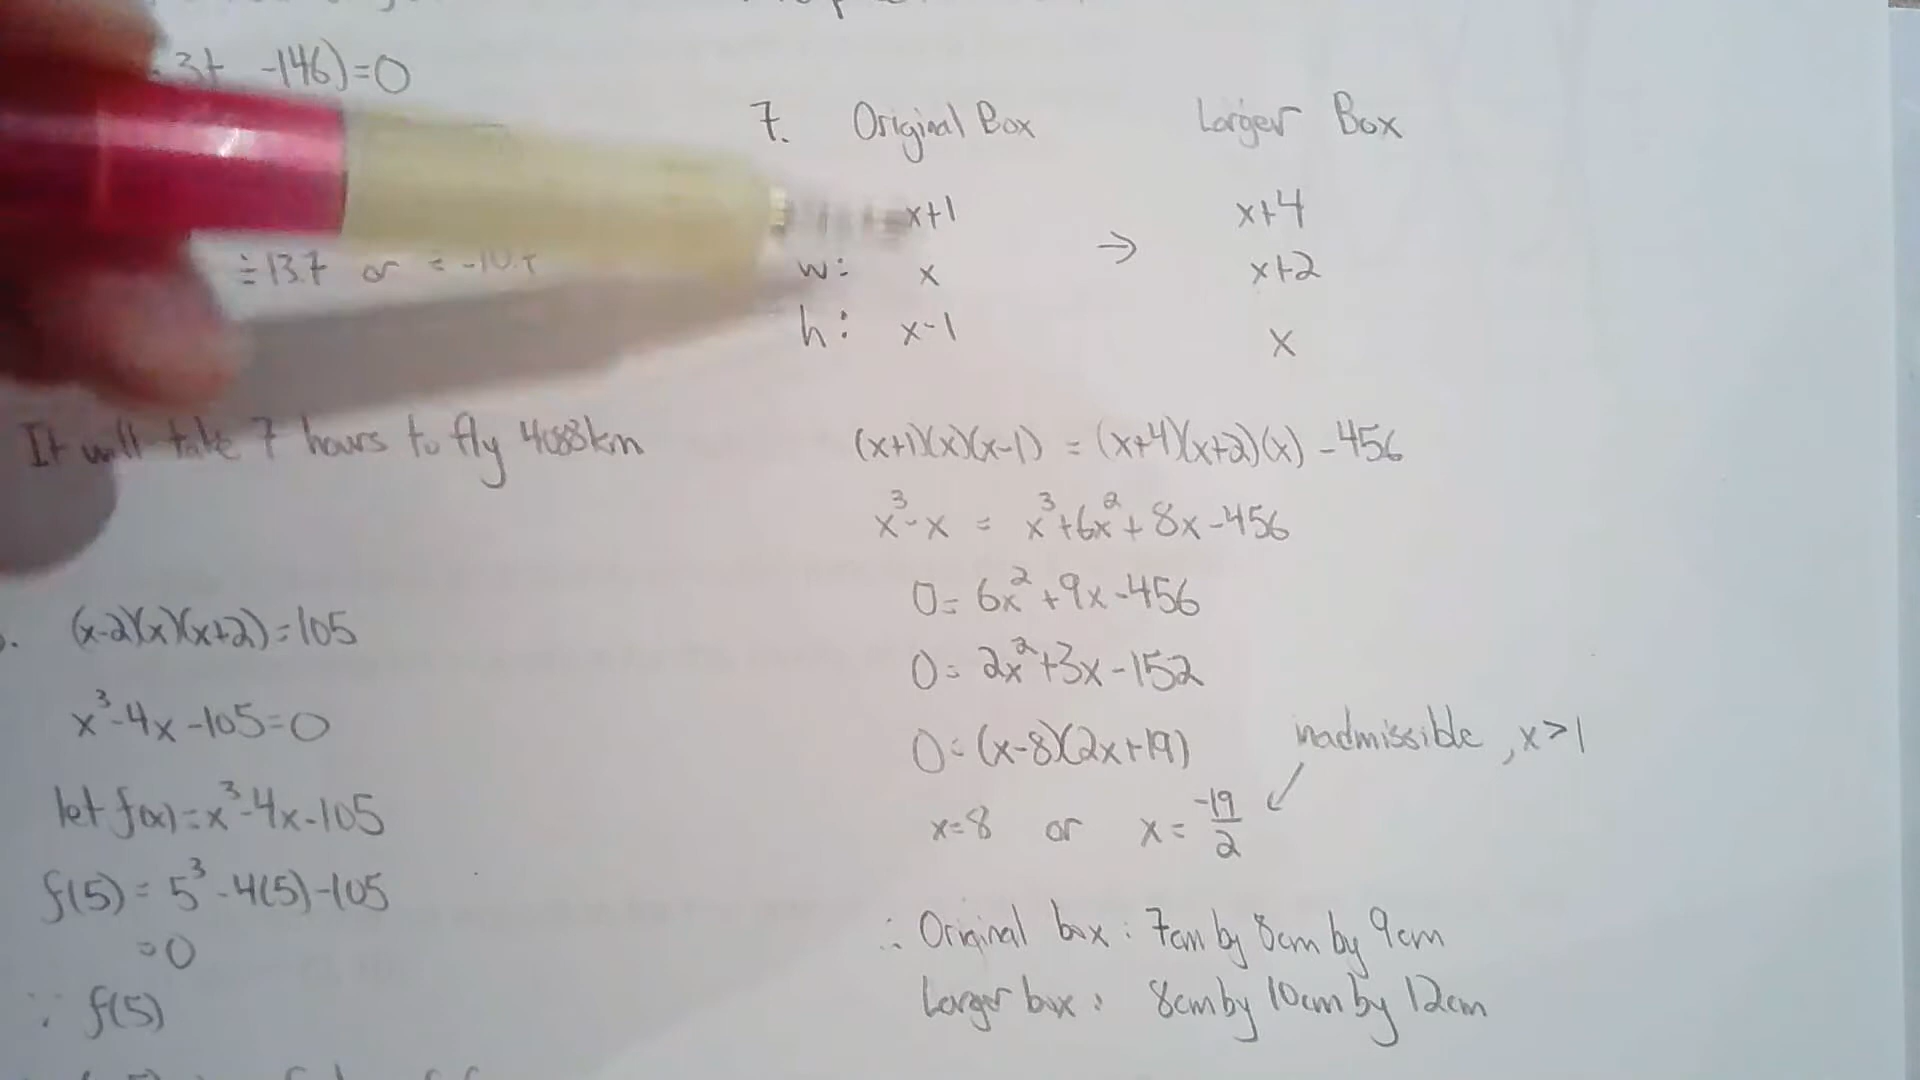 3t -146)=0
≐13.7 or
It will take 7 hours to fly 4088km
(x-2)(x)(x+2)=105
x³-4x-105=0
let f(x)=x³-4x-105
f(5)=5³-4(5)-105
=0
∵ f(5)
7. Original Box Larger Box
x+1 x+4
w: x → x+2
h: x-1 x
(x+1)(x)(x-1) = (x+4)(x+2)(x) -456
x³-x = x³+6x²+8x-456
0=6x²+9x-456
0=2x²+3x-152
0=(x-8)(2x+19) inadmissible, x>1
x=8 or x=-19/2
∴ Original box: 7cm by 8cm by 9cm
Larger box: 8cm by 10cm by 12cm